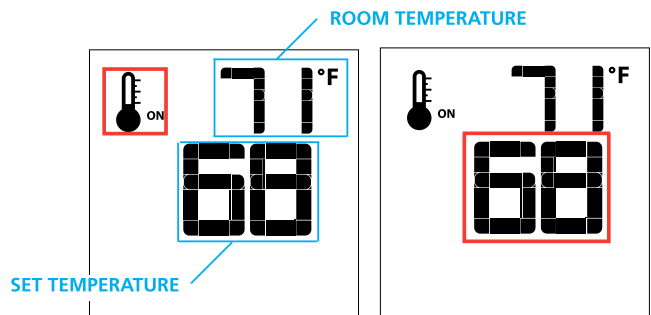 ROOM TEMPERATURE
71 °F 71 °F
ON ON
68 68
SET TEMPERATURE